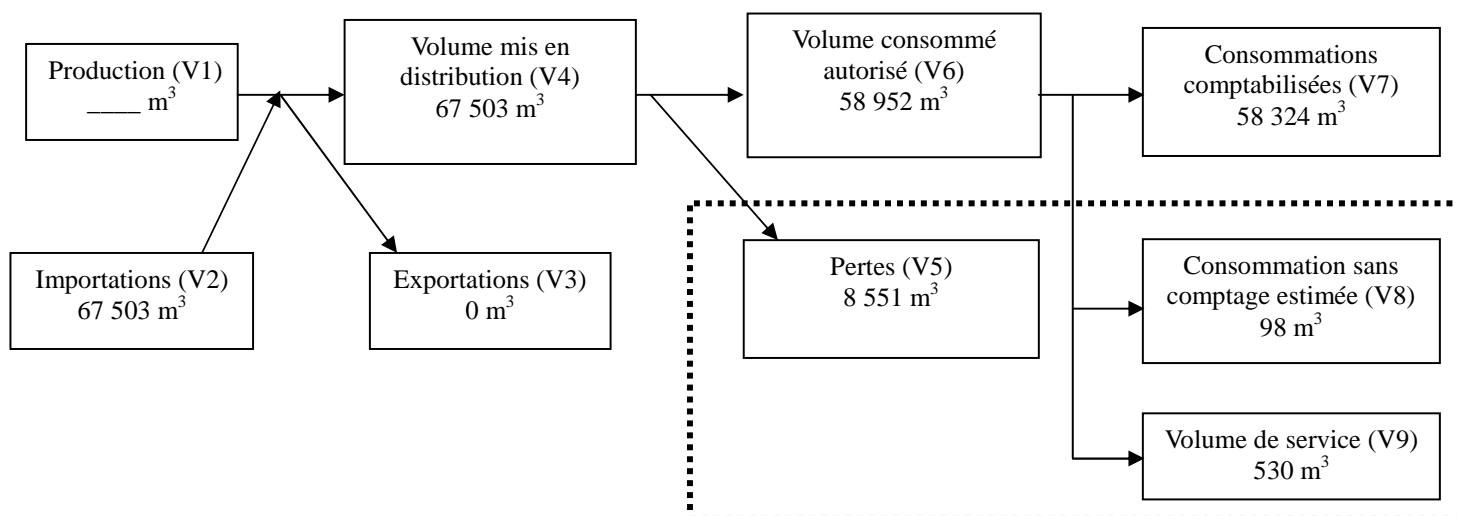 Production (V1)
____ m³
Volume mis en
distribution (V4)
67 503 m³
Volume consommé
autorisé (V6)
58 952 m³
Consommations
comptabilisées (V7)
58 324 m³
Importations (V2)
67 503 m³
Exportations (V3)
0 m³
Pertes (V5)
8 551 m³
Consommation sans
comptage estimée (V8)
98 m³
Volume de service (V9)
530 m³